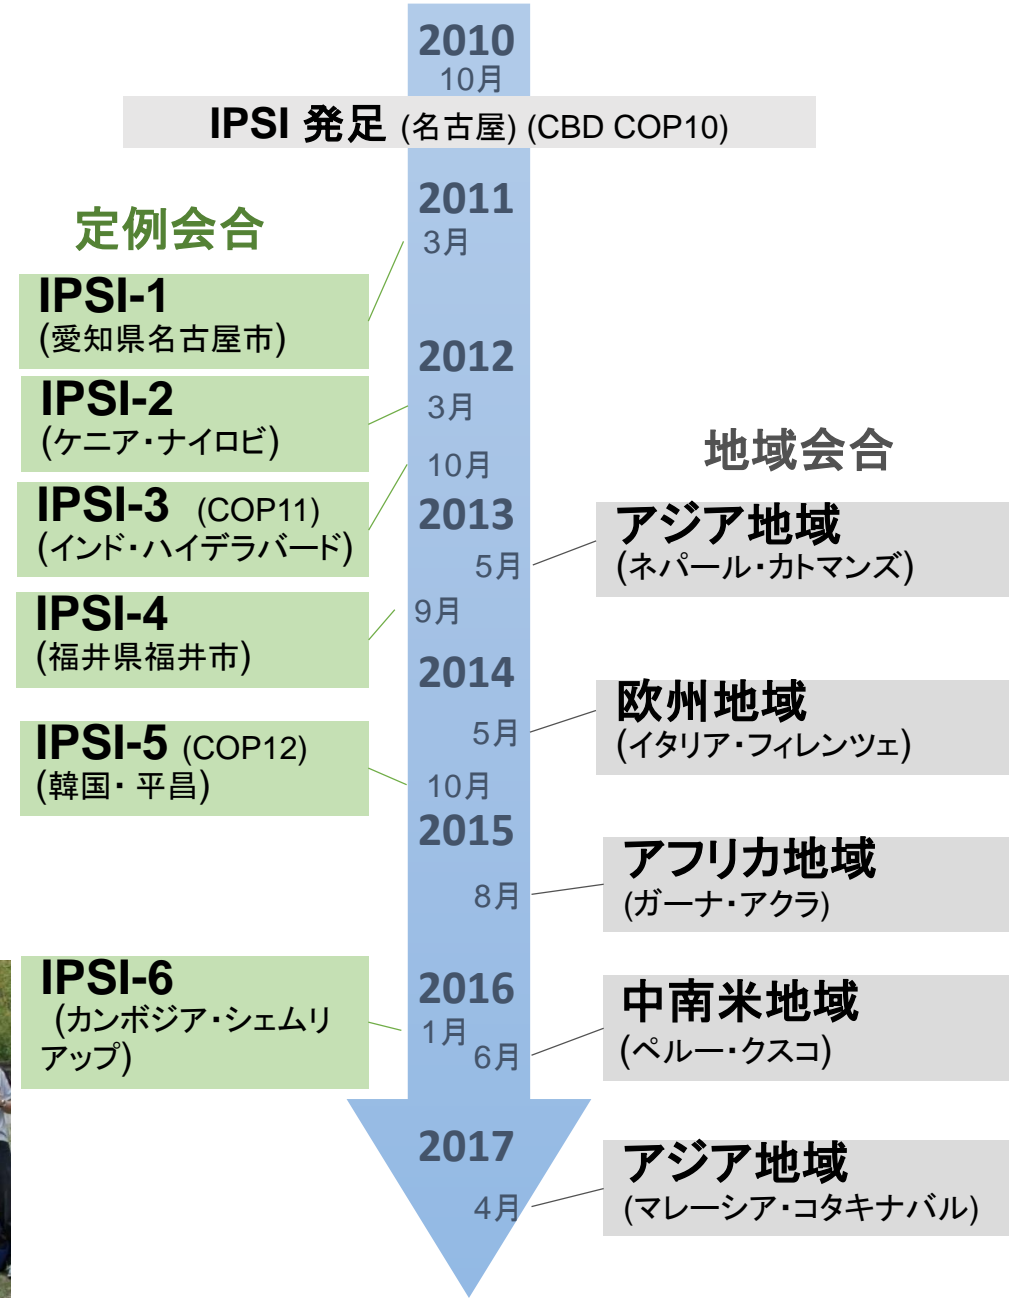 2010
10月
IPSI 発足 (名古屋) (CBD COP10)
2011
3月
定例会合
IPSI-1
(愛知県名古屋市)
2012
3月
IPSI-2
(ケニア・ナイロビ)
10月
地域会合
IPSI-3 (COP11)
(インド・ハイデラバード)
2013
5月
アジア地域
(ネパール・カトマンズ)
9月
IPSI-4
(福井県福井市)
2014
5月
欧州地域
(イタリア・フィレンツェ)
10月
IPSI-5 (COP12)
(韓国・ 平昌)
2015
8月
アフリカ地域
(ガーナ・アクラ)
2016
1月
IPSI-6
(カンボジア・シェムリ
アップ)
6月
中南米地域
(ペルー・クスコ)
2017
4月
アジア地域
(マレーシア・コタキナバル)